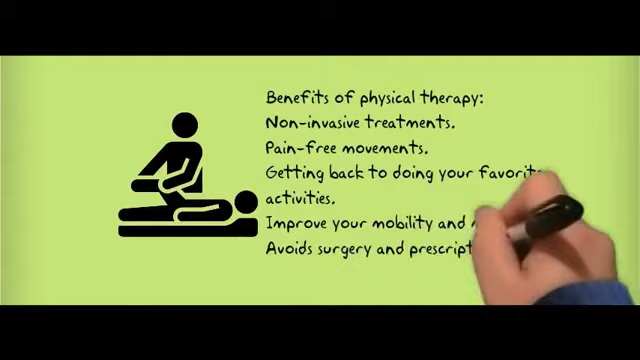 Benefits of physical therapy:
Non-invasive treatments.
Pain-free movements.
Getting back to doing your
activities.
Improve your mobility and
Avoids surgery and